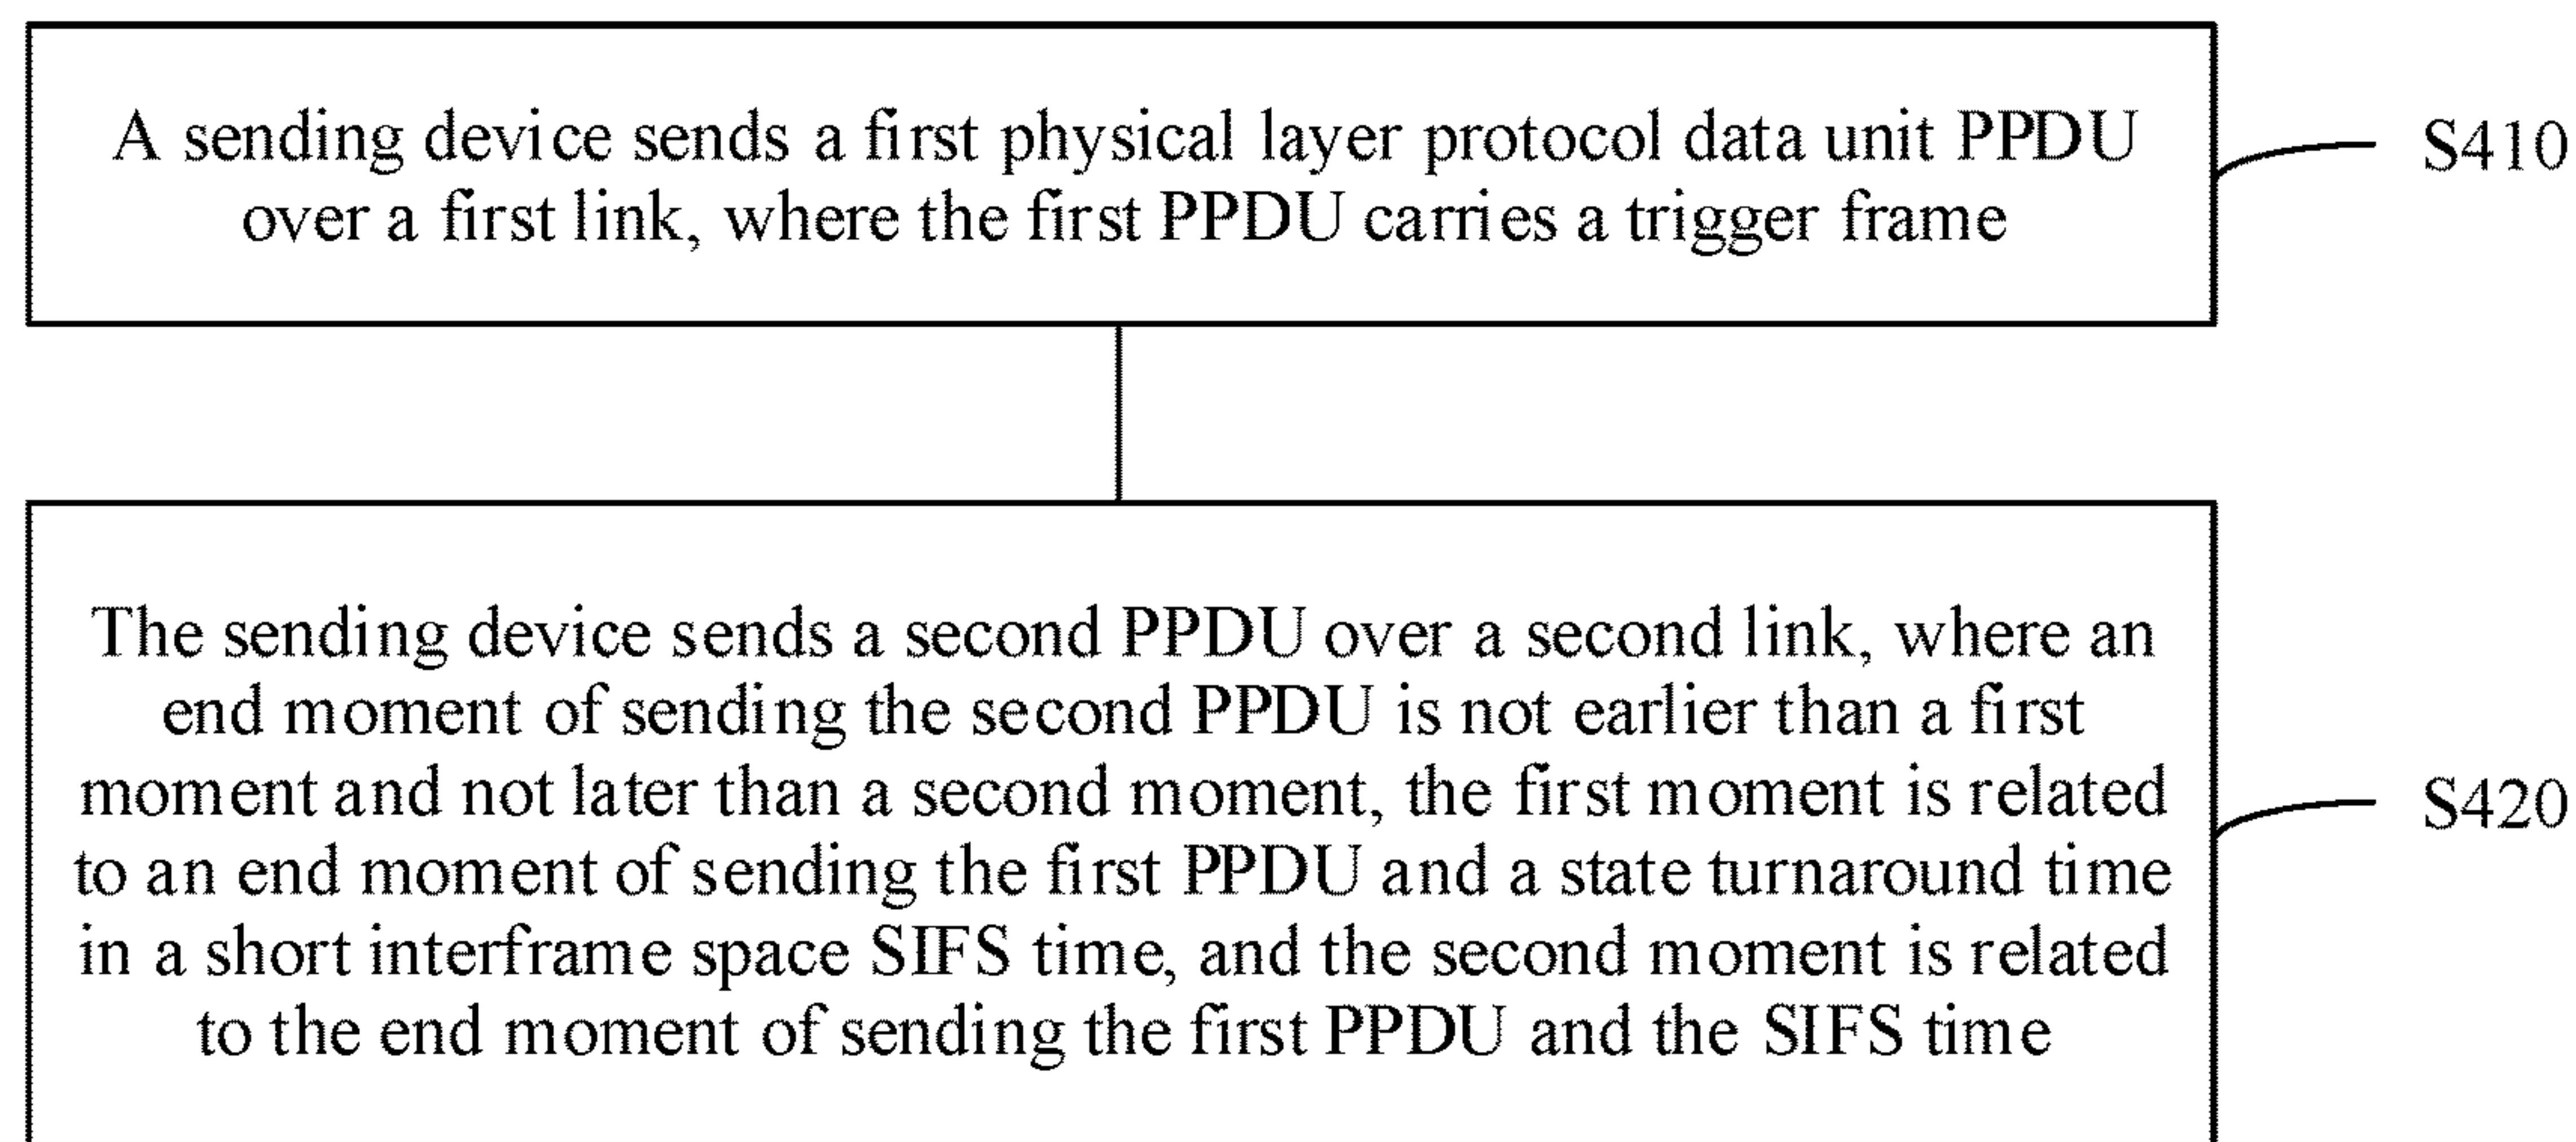 A sending device sends a first physical layer protocol data unit PPDU
over a first link, where the first PPDU carries a trigger frame
S410
The sending device sends a second PPDU over a second link, where an
end moment of sending the second PPDU is not earlier than a first
moment and not later than a second moment, the first moment is related
to an end moment of sending the first PPDU and a state turnaround time
in a short interframe space SIFS time, and the second moment is related
to the end moment of sending the first PPDU and the SIFS time
S420